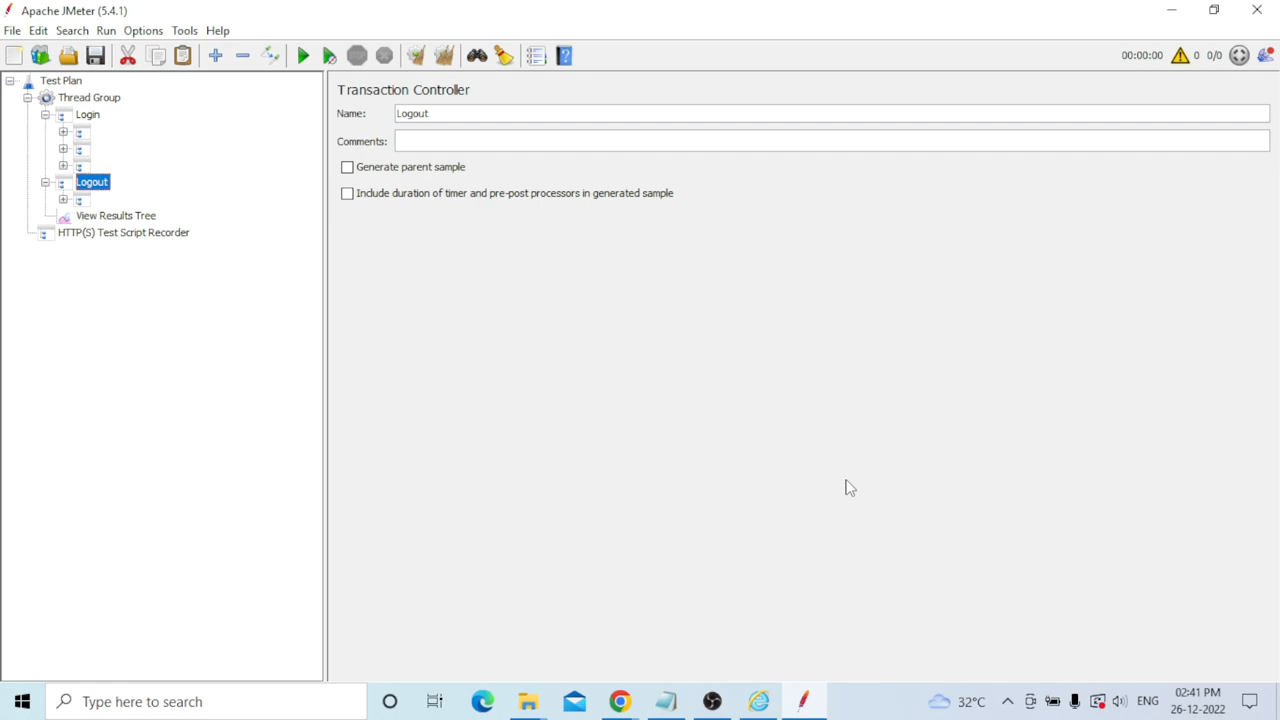 Apache JMeter (5.4.1)
File Edit Search Run Options Tools Help
00:00:00 0 0/0
Test Plan
Thread Group
Login
Logout
View Results Tree
HTTP(S) Test Script Recorder
Transaction Controller
Name: Logout
Comments:
Generate parent sample
Include duration of timer and pre-post processors in generated sample
Type here to search
32°C
ENG
02:41 PM
26-12-2022